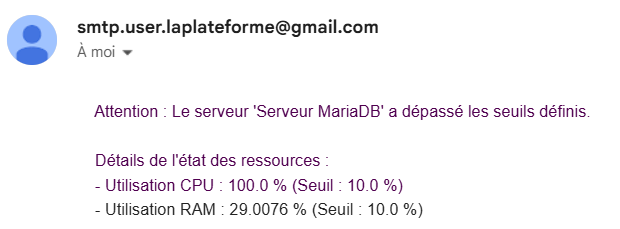 smtp.user.laplateforme@gmail.com
À moi
Attention : Le serveur 'Serveur MariaDB' a dépassé les seuils définis.
Détails de l'état des ressources :
- Utilisation CPU : 100.0 % (Seuil : 10.0 %)
- Utilisation RAM : 29.0076 % (Seuil : 10.0 %)